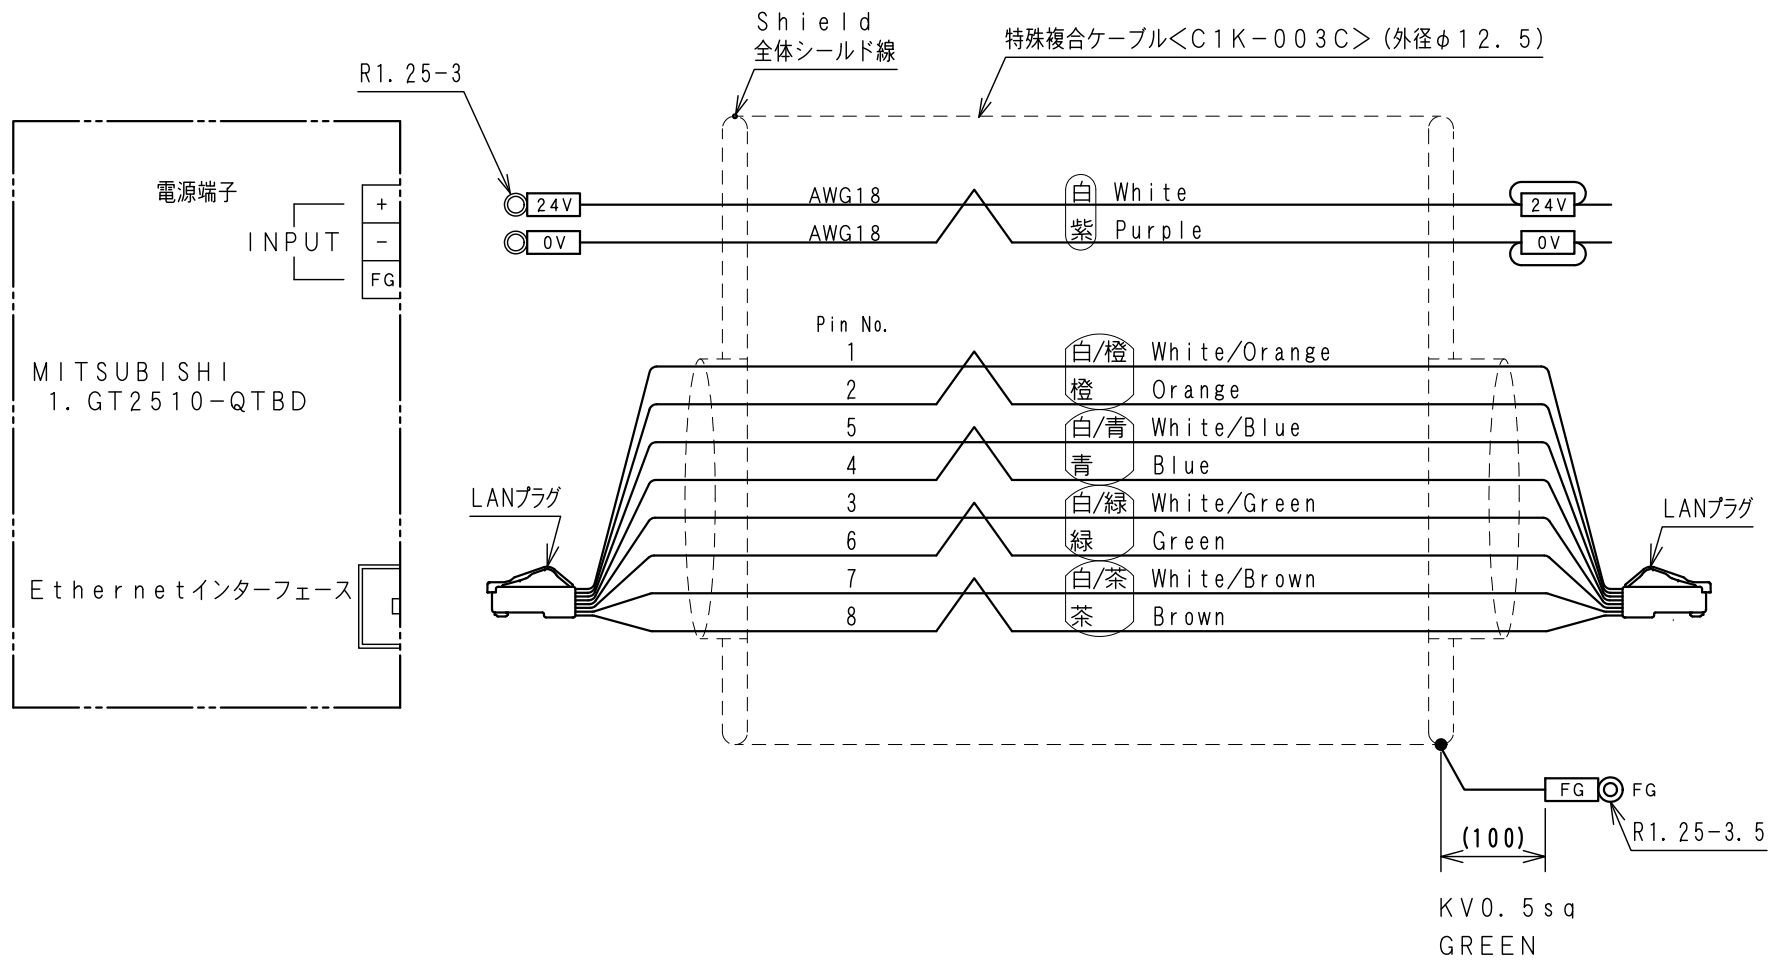 Shield
全体シールド線
特殊複合ケーブル<C1K-003C>(外径φ12.5)
R1.25-3
電源端子
INPUT
+
-
FG
24V
0V
AWG18
AWG18
白 White
紫 Purple
24V
0V
MITSUBISHI
1. GT2510-QTBD
Pin No.
1 白/橙 White/Orange
2 橙 Orange
5 白/青 White/Blue
4 青 Blue
3 白/緑 White/Green
6 緑 Green
7 白/茶 White/Brown
8 茶 Brown
LANプラグ
LANプラグ
Ethernetインターフェース
FG FG
R1.25-3.5
(100)
KV0.5sq
GREEN